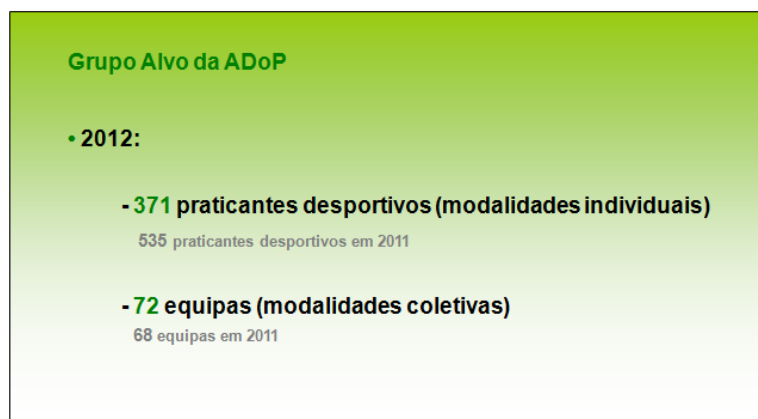 Grupo Alvo da ADoP
• 2012:
- 371 praticantes desportivos (modalidades individuais)
535 praticantes desportivos em 2011
- 72 equipas (modalidades coletivas)
68 equipas em 2011